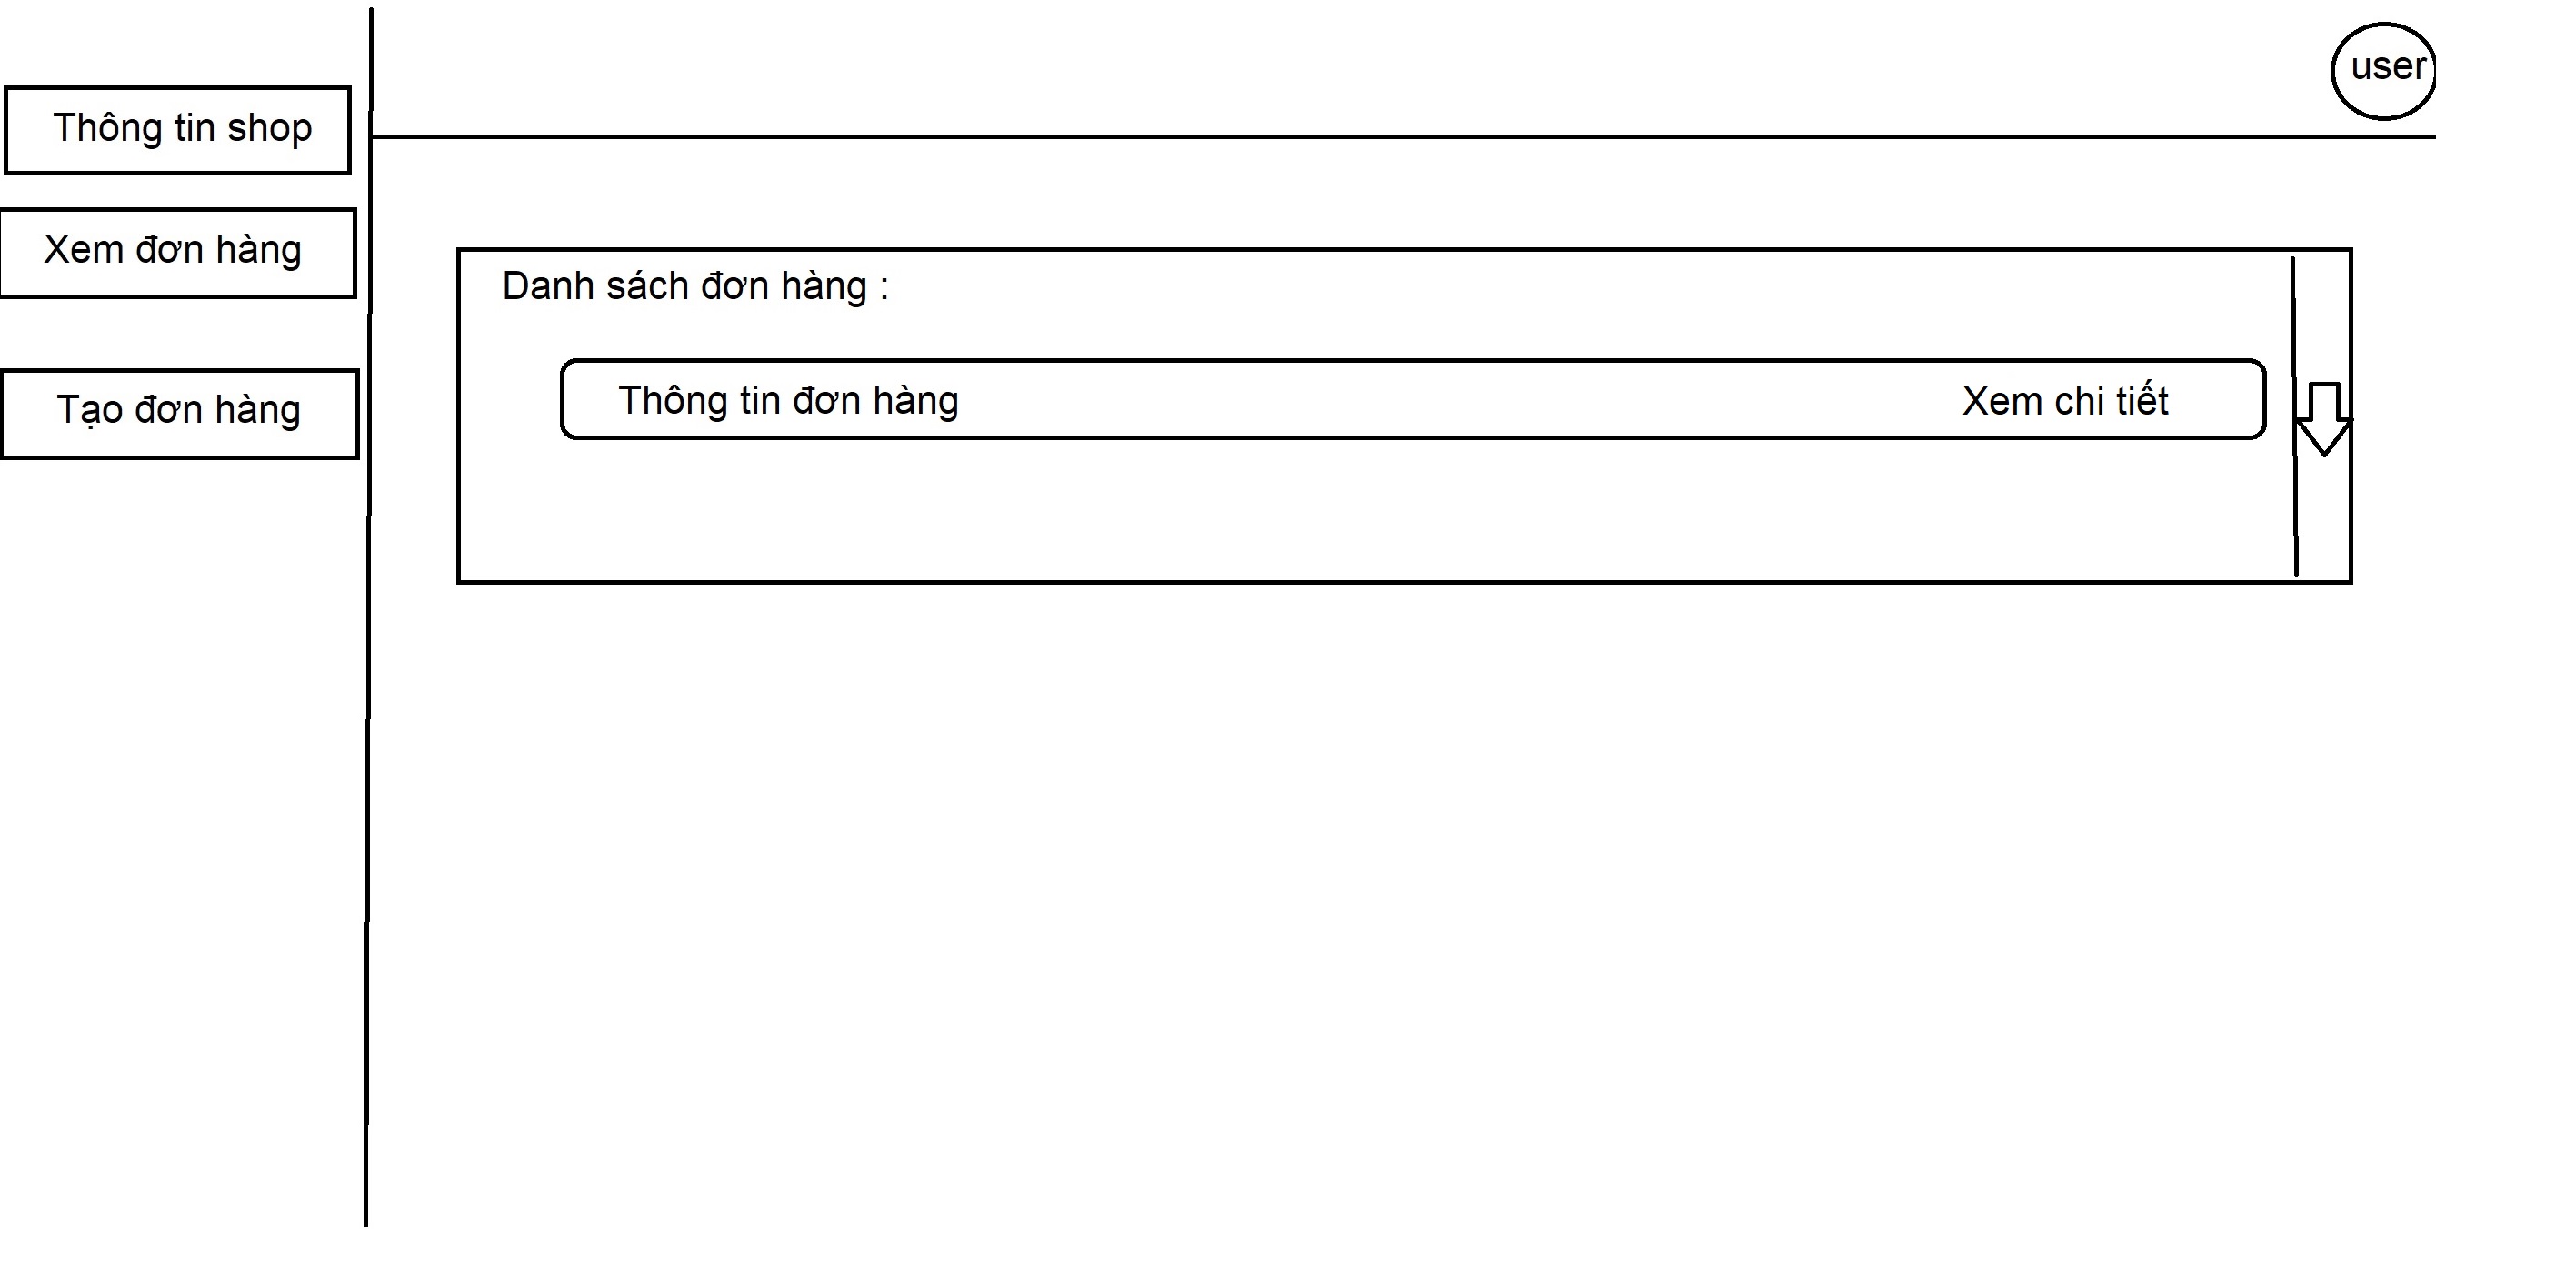 user
Thông tin shop
Xem đơn hàng
Tạo đơn hàng
Danh sách đơn hàng :
Thông tin đơn hàng
Xem chi tiết